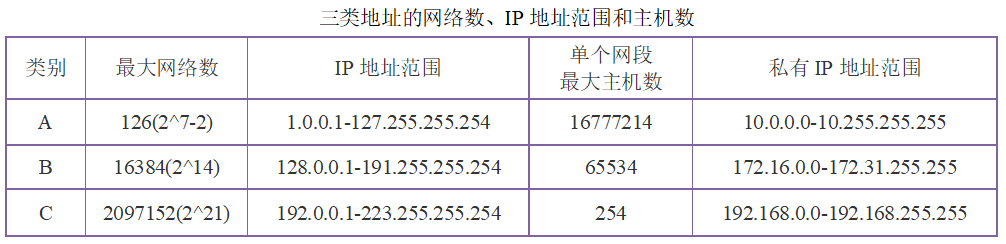 三类地址的网络数、IP 地址范围和主机数
类别 最大网络数 IP 地址范围 单个网段 最大主机数 私有 IP 地址范围
A 126(2^7-2) 1.0.0.1-127.255.255.254 16777214 10.0.0.0-10.255.255.255
B 16384(2^14) 128.0.0.1-191.255.255.254 65534 172.16.0.0-172.31.255.255
C 2097152(2^21) 192.0.0.1-223.255.255.254 254 192.168.0.0-192.168.255.255